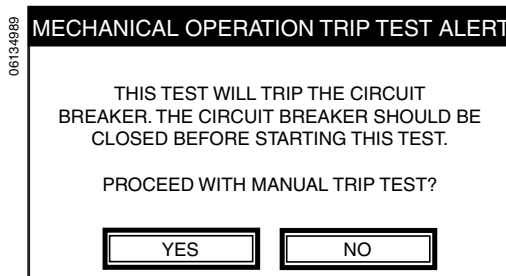 06134989
MECHANICAL OPERATION TRIP TEST ALERT
THIS TEST WILL TRIP THE CIRCUIT
BREAKER. THE CIRCUIT BREAKER SHOULD BE
CLOSED BEFORE STARTING THIS TEST.
PROCEED WITH MANUAL TRIP TEST?
YES
NO